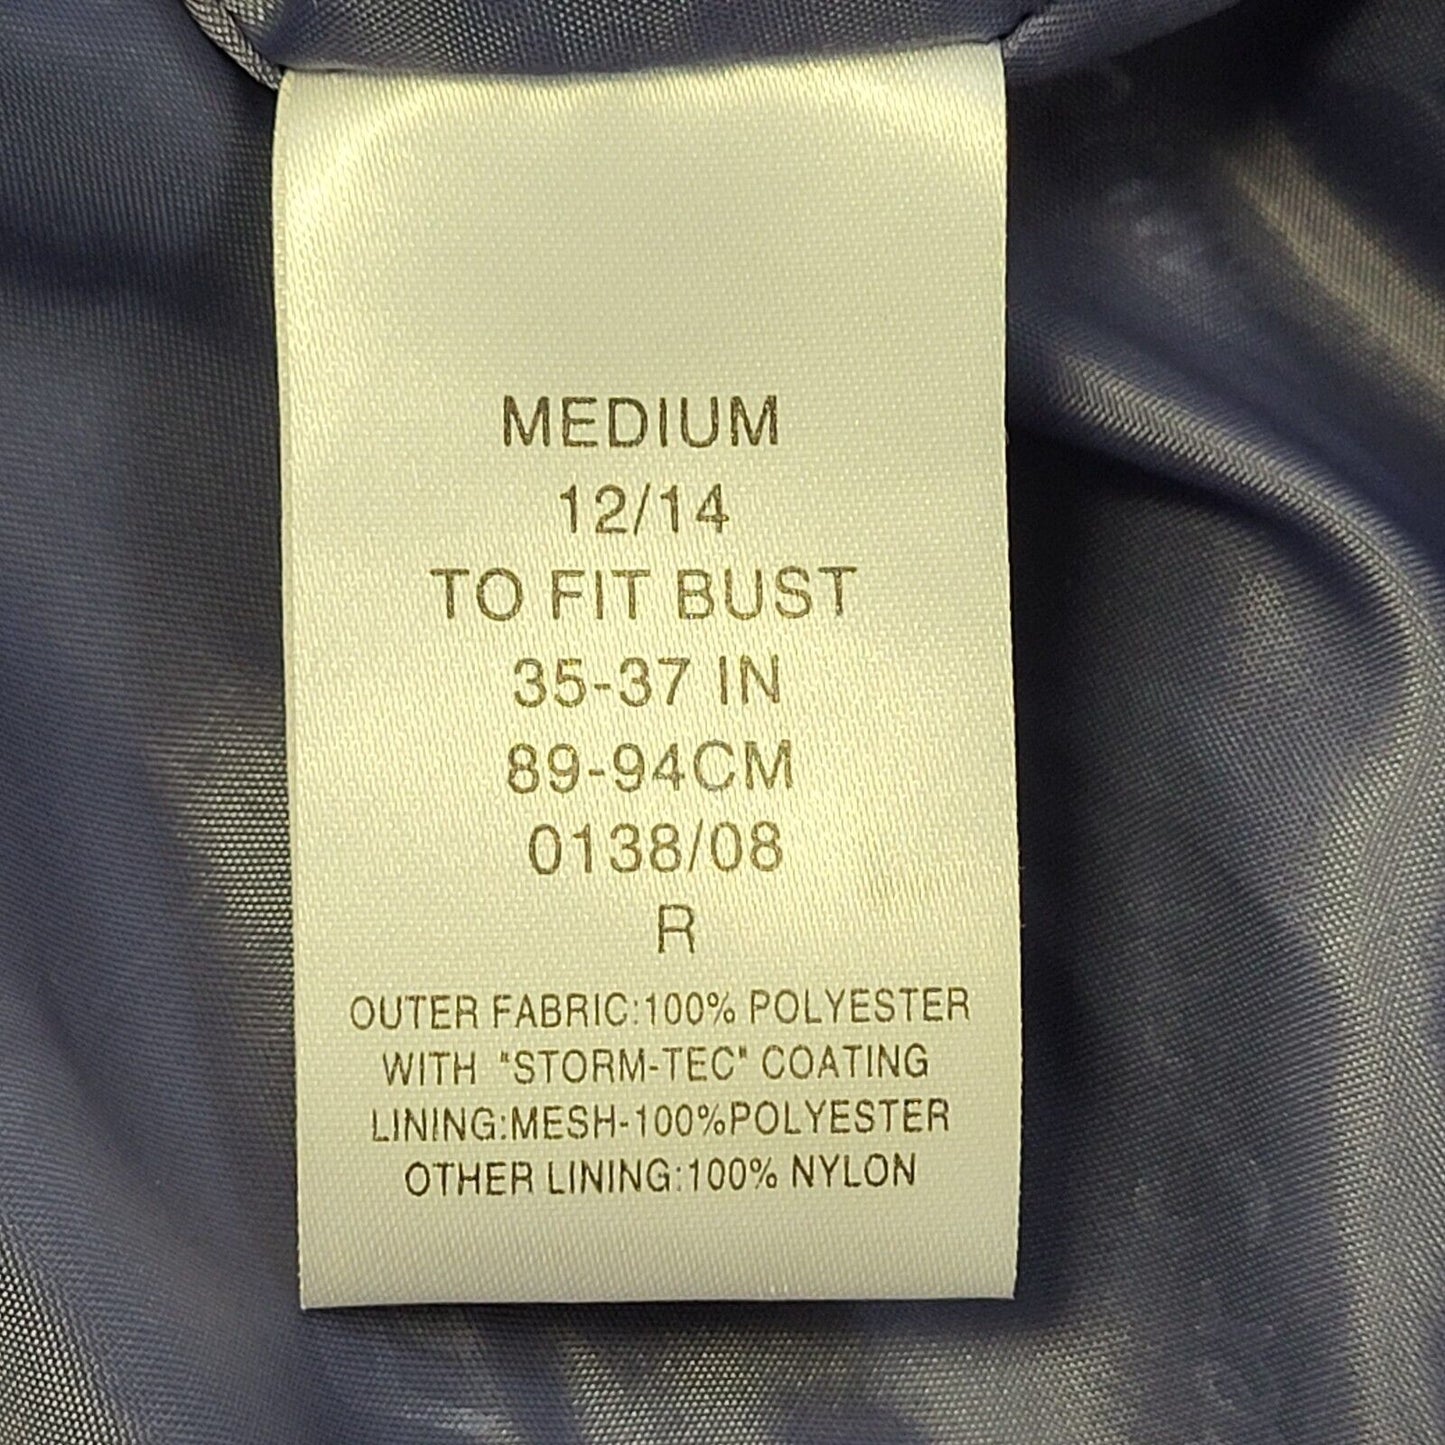 MEDIUM
12/14
TO FIT BUST
35-37 IN
89-94CM
0138/08
R
OUTER FABRIC:100% POLYESTER
WITH "STORM-TEC" COATING
LINING:MESH-100%POLYESTER
OTHER LINING:100% NYLON